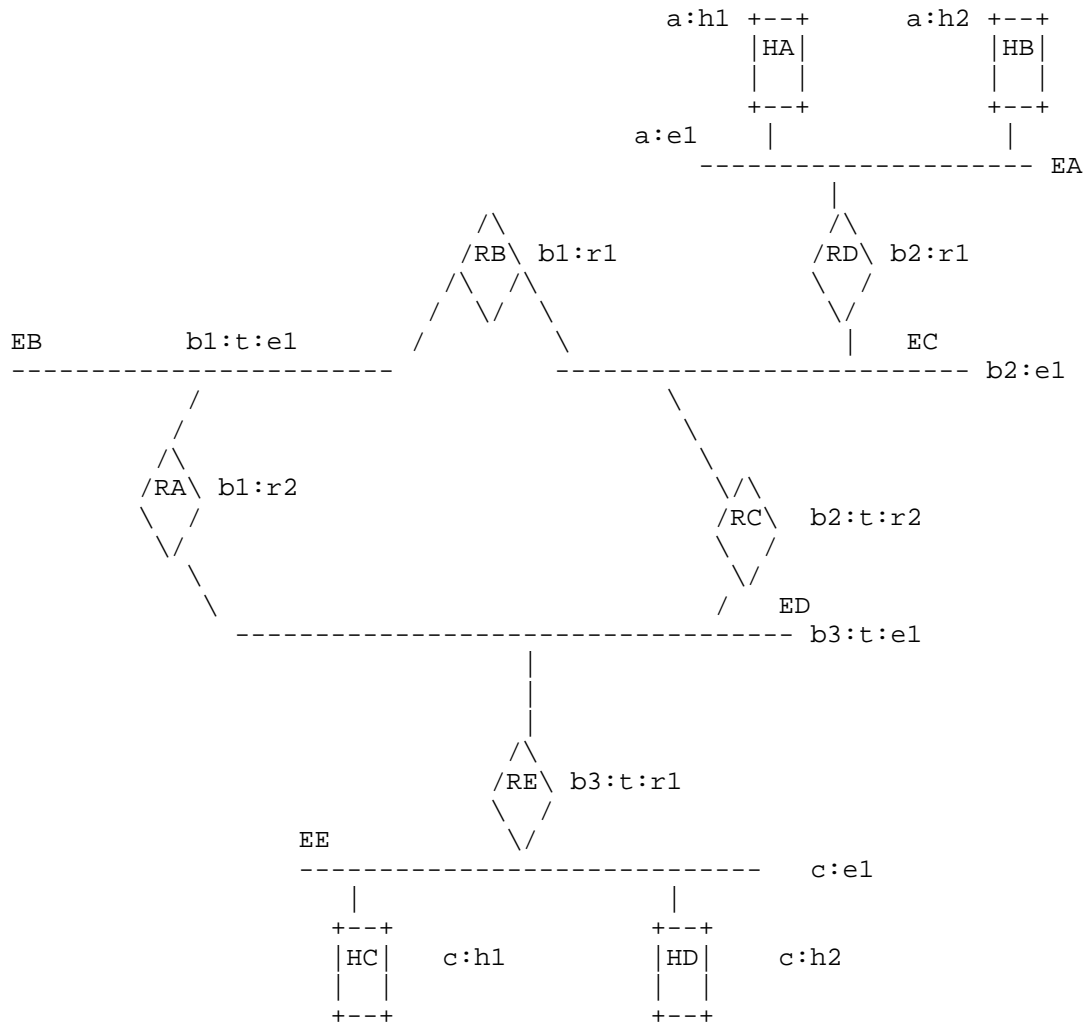 a:h1 a:h2
HA HB
a:e1
EA
RB b1:r1 RD b2:r1
EB b1:t:e1 EC
b2:e1
RA b1:r2
RC b2:t:r2
ED
b3:t:e1
RE b3:t:r1
EE
c:e1
HC c:h1 HD c:h2